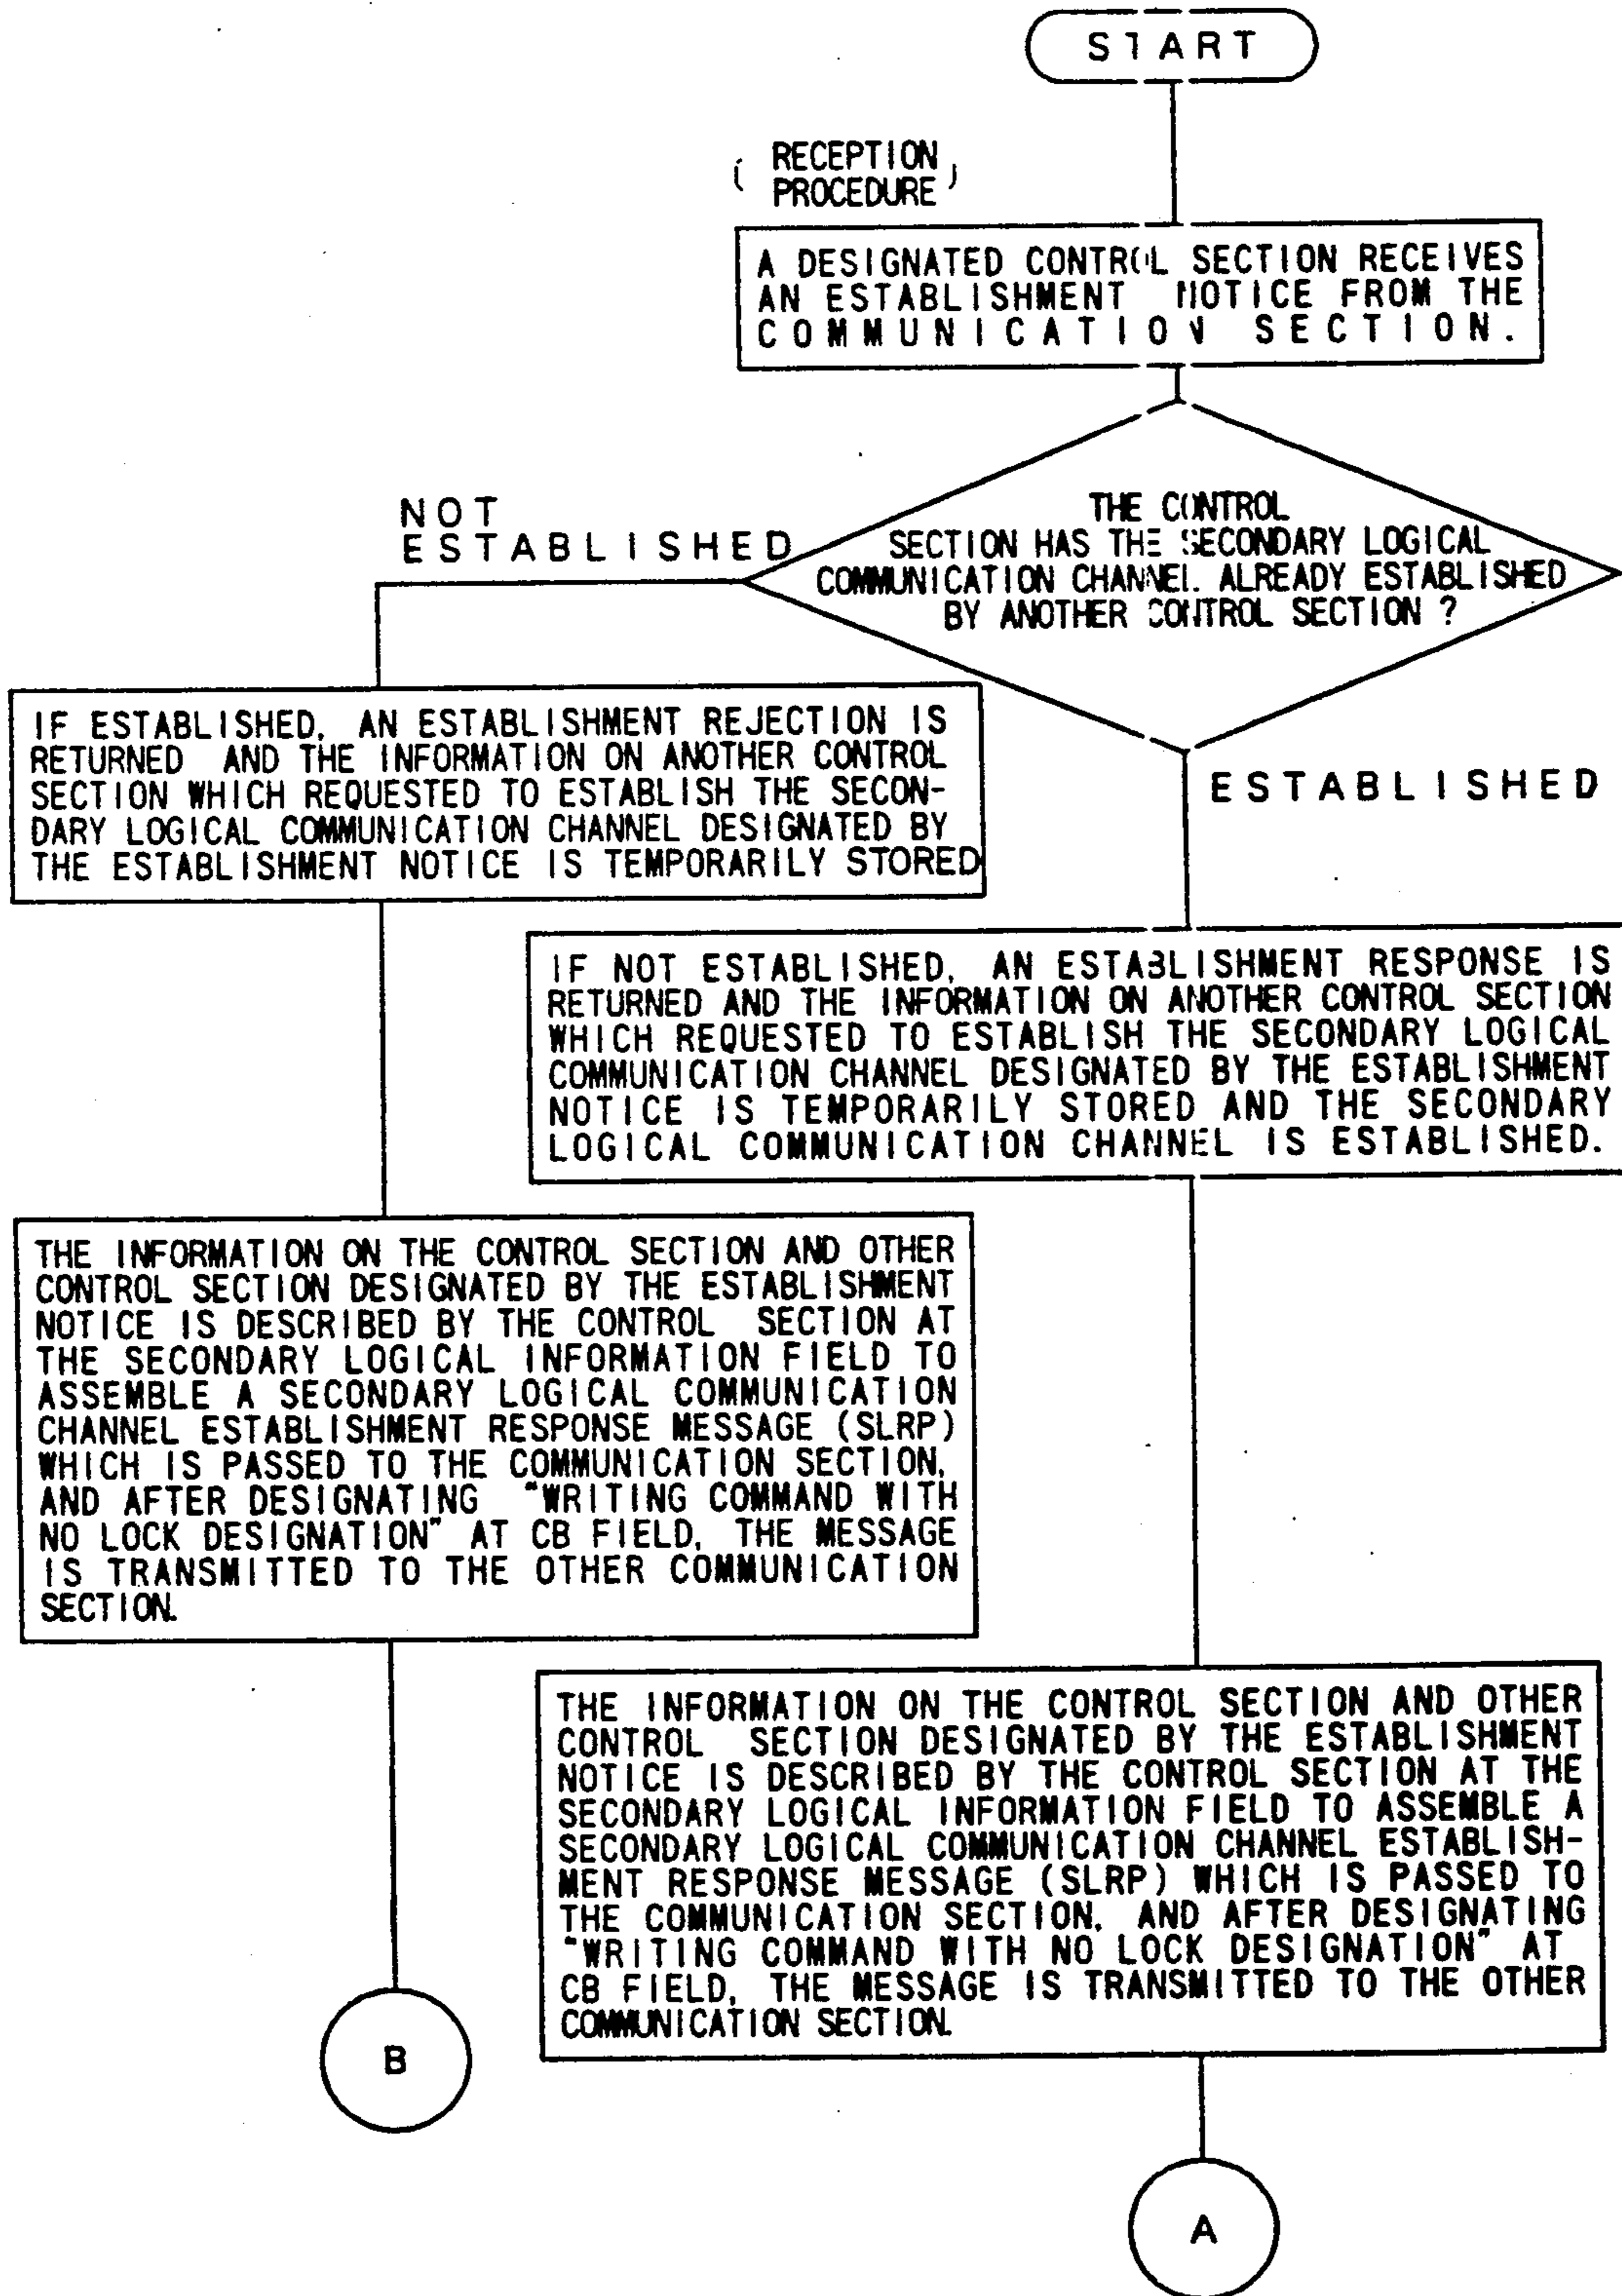 START
( RECEPTION
PROCEDURE )
A DESIGNATED CONTROL SECTION RECEIVES
AN ESTABLISHMENT NOTICE FROM THE
COMMUNICATION SECTION.
THE CONTROL
SECTION HAS THE SECONDARY LOGICAL
COMMUNICATION CHANNEL ALREADY ESTABLISHED
BY ANOTHER CONTROL SECTION ?
NOT
ESTABLISHED
ESTABLISHED
IF ESTABLISHED, AN ESTABLISHMENT REJECTION IS
RETURNED AND THE INFORMATION ON ANOTHER CONTROL
SECTION WHICH REQUESTED TO ESTABLISH THE SECON-
DARY LOGICAL COMMUNICATION CHANNEL DESIGNATED BY
THE ESTABLISHMENT NOTICE IS TEMPORARILY STORED
IF NOT ESTABLISHED, AN ESTABLISHMENT RESPONSE IS
RETURNED AND THE INFORMATION ON ANOTHER CONTROL SECTION
WHICH REQUESTED TO ESTABLISH THE SECONDARY LOGICAL
COMMUNICATION CHANNEL DESIGNATED BY THE ESTABLISHMENT
NOTICE IS TEMPORARILY STORED AND THE SECONDARY
LOGICAL COMMUNICATION CHANNEL IS ESTABLISHED.
THE INFORMATION ON THE CONTROL SECTION AND OTHER
CONTROL SECTION DESIGNATED BY THE ESTABLISHMENT
NOTICE IS DESCRIBED BY THE CONTROL SECTION AT
THE SECONDARY LOGICAL INFORMATION FIELD TO
ASSEMBLE A SECONDARY LOGICAL COMMUNICATION
CHANNEL ESTABLISHMENT RESPONSE MESSAGE (SLRP)
WHICH IS PASSED TO THE COMMUNICATION SECTION,
AND AFTER DESIGNATING "WRITING COMMAND WITH
NO LOCK DESIGNATION" AT CB FIELD, THE MESSAGE
IS TRANSMITTED TO THE OTHER COMMUNICATION
SECTION.
THE INFORMATION ON THE CONTROL SECTION AND OTHER
CONTROL SECTION DESIGNATED BY THE ESTABLISHMENT
NOTICE IS DESCRIBED BY THE CONTROL SECTION AT THE
SECONDARY LOGICAL INFORMATION FIELD TO ASSEMBLE A
SECONDARY LOGICAL COMMUNICATION CHANNEL ESTABLISH-
MENT RESPONSE MESSAGE (SLRP) WHICH IS PASSED TO
THE COMMUNICATION SECTION, AND AFTER DESIGNATING
"WRITING COMMAND WITH NO LOCK DESIGNATION" AT
CB FIELD, THE MESSAGE IS TRANSMITTED TO THE OTHER
COMMUNICATION SECTION.
B
A